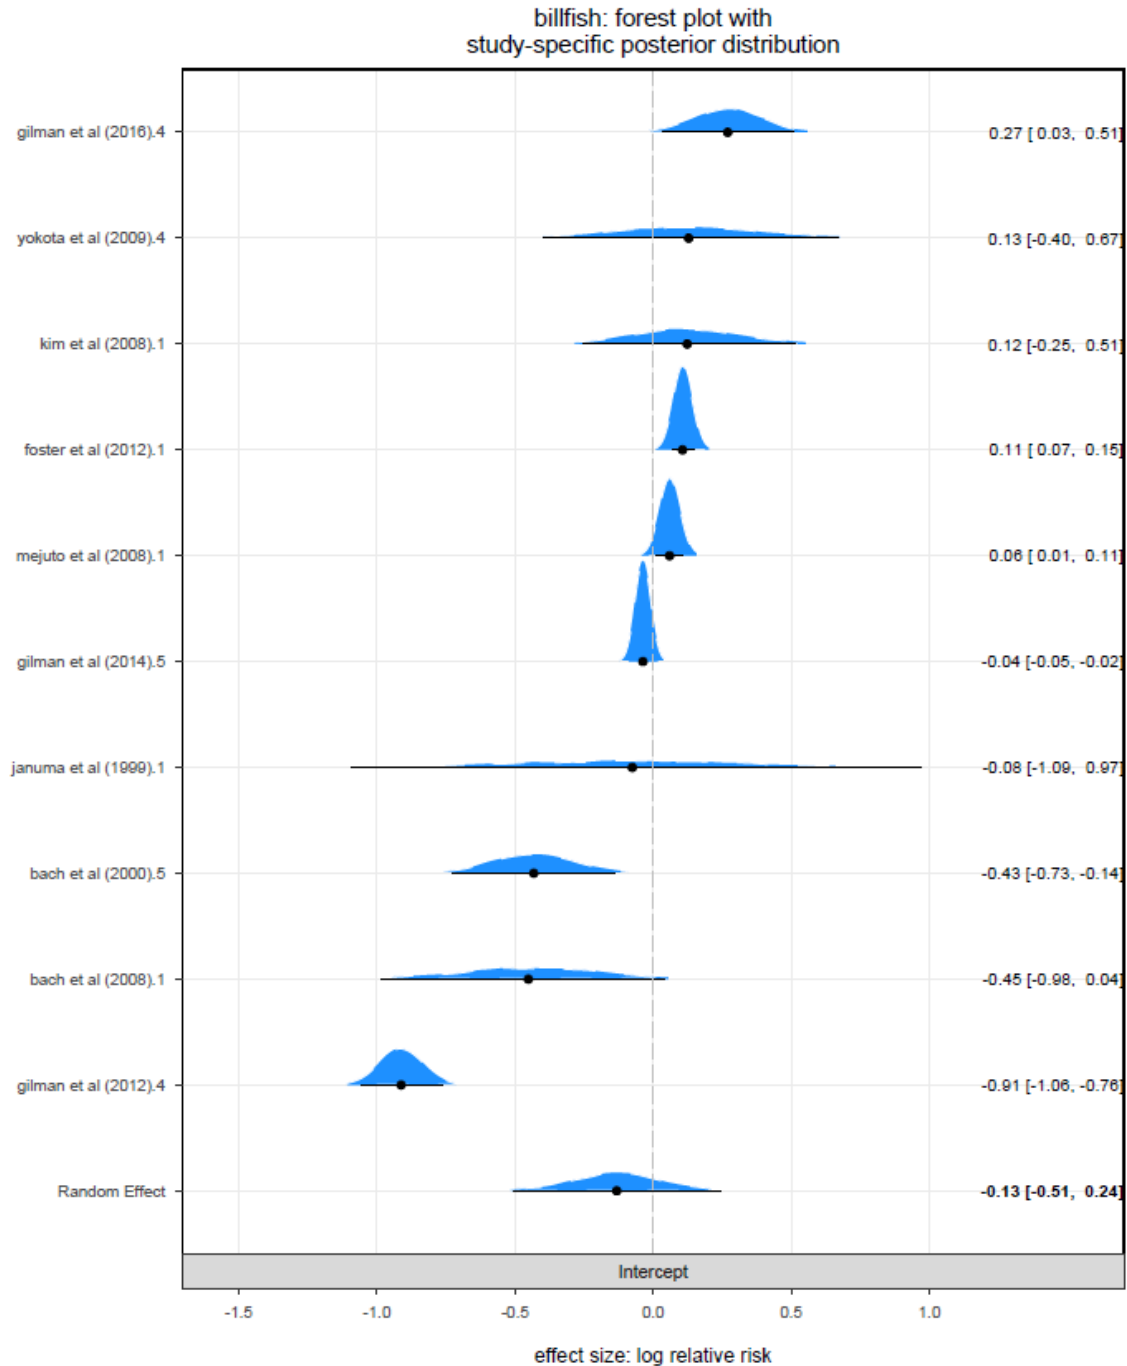 billfish: forest plot with
study-specific posterior distribution
gilman et al (2016).4 0.27 [ 0.03, 0.51]
yokota et al (2009).4 0.13 [-0.40, 0.67]
kim et al (2008).1 0.12 [-0.25, 0.51]
foster et al (2012).1 0.11 [ 0.07, 0.15]
mejuto et al (2008).1 0.06 [ 0.01, 0.11]
gilman et al (2014).5 -0.04 [-0.05, -0.02]
januma et al (1999).1 -0.08 [-1.09, 0.97]
bach et al (2000).5 -0.43 [-0.73, -0.14]
bach et al (2008).1 -0.45 [-0.98, 0.04]
gilman et al (2012).4 -0.91 [-1.06, -0.76]
Random Effect -0.13 [-0.51, 0.24]
Intercept
-1.5 -1.0 -0.5 0.0 0.5 1.0
effect size: log relative risk